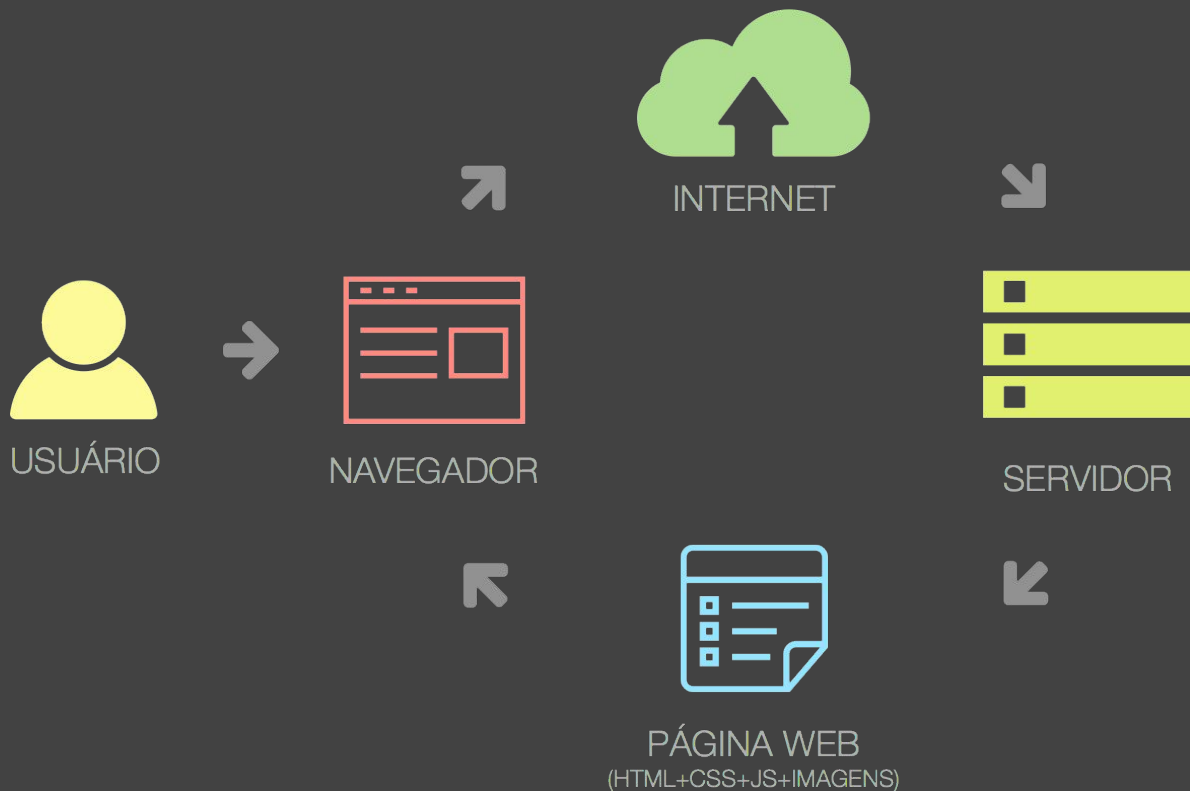 INTERNET
USUÁRIO
NAVEGADOR
SERVIDOR
PÁGINA WEB
(HTML+CSS+JS+IMAGENS)